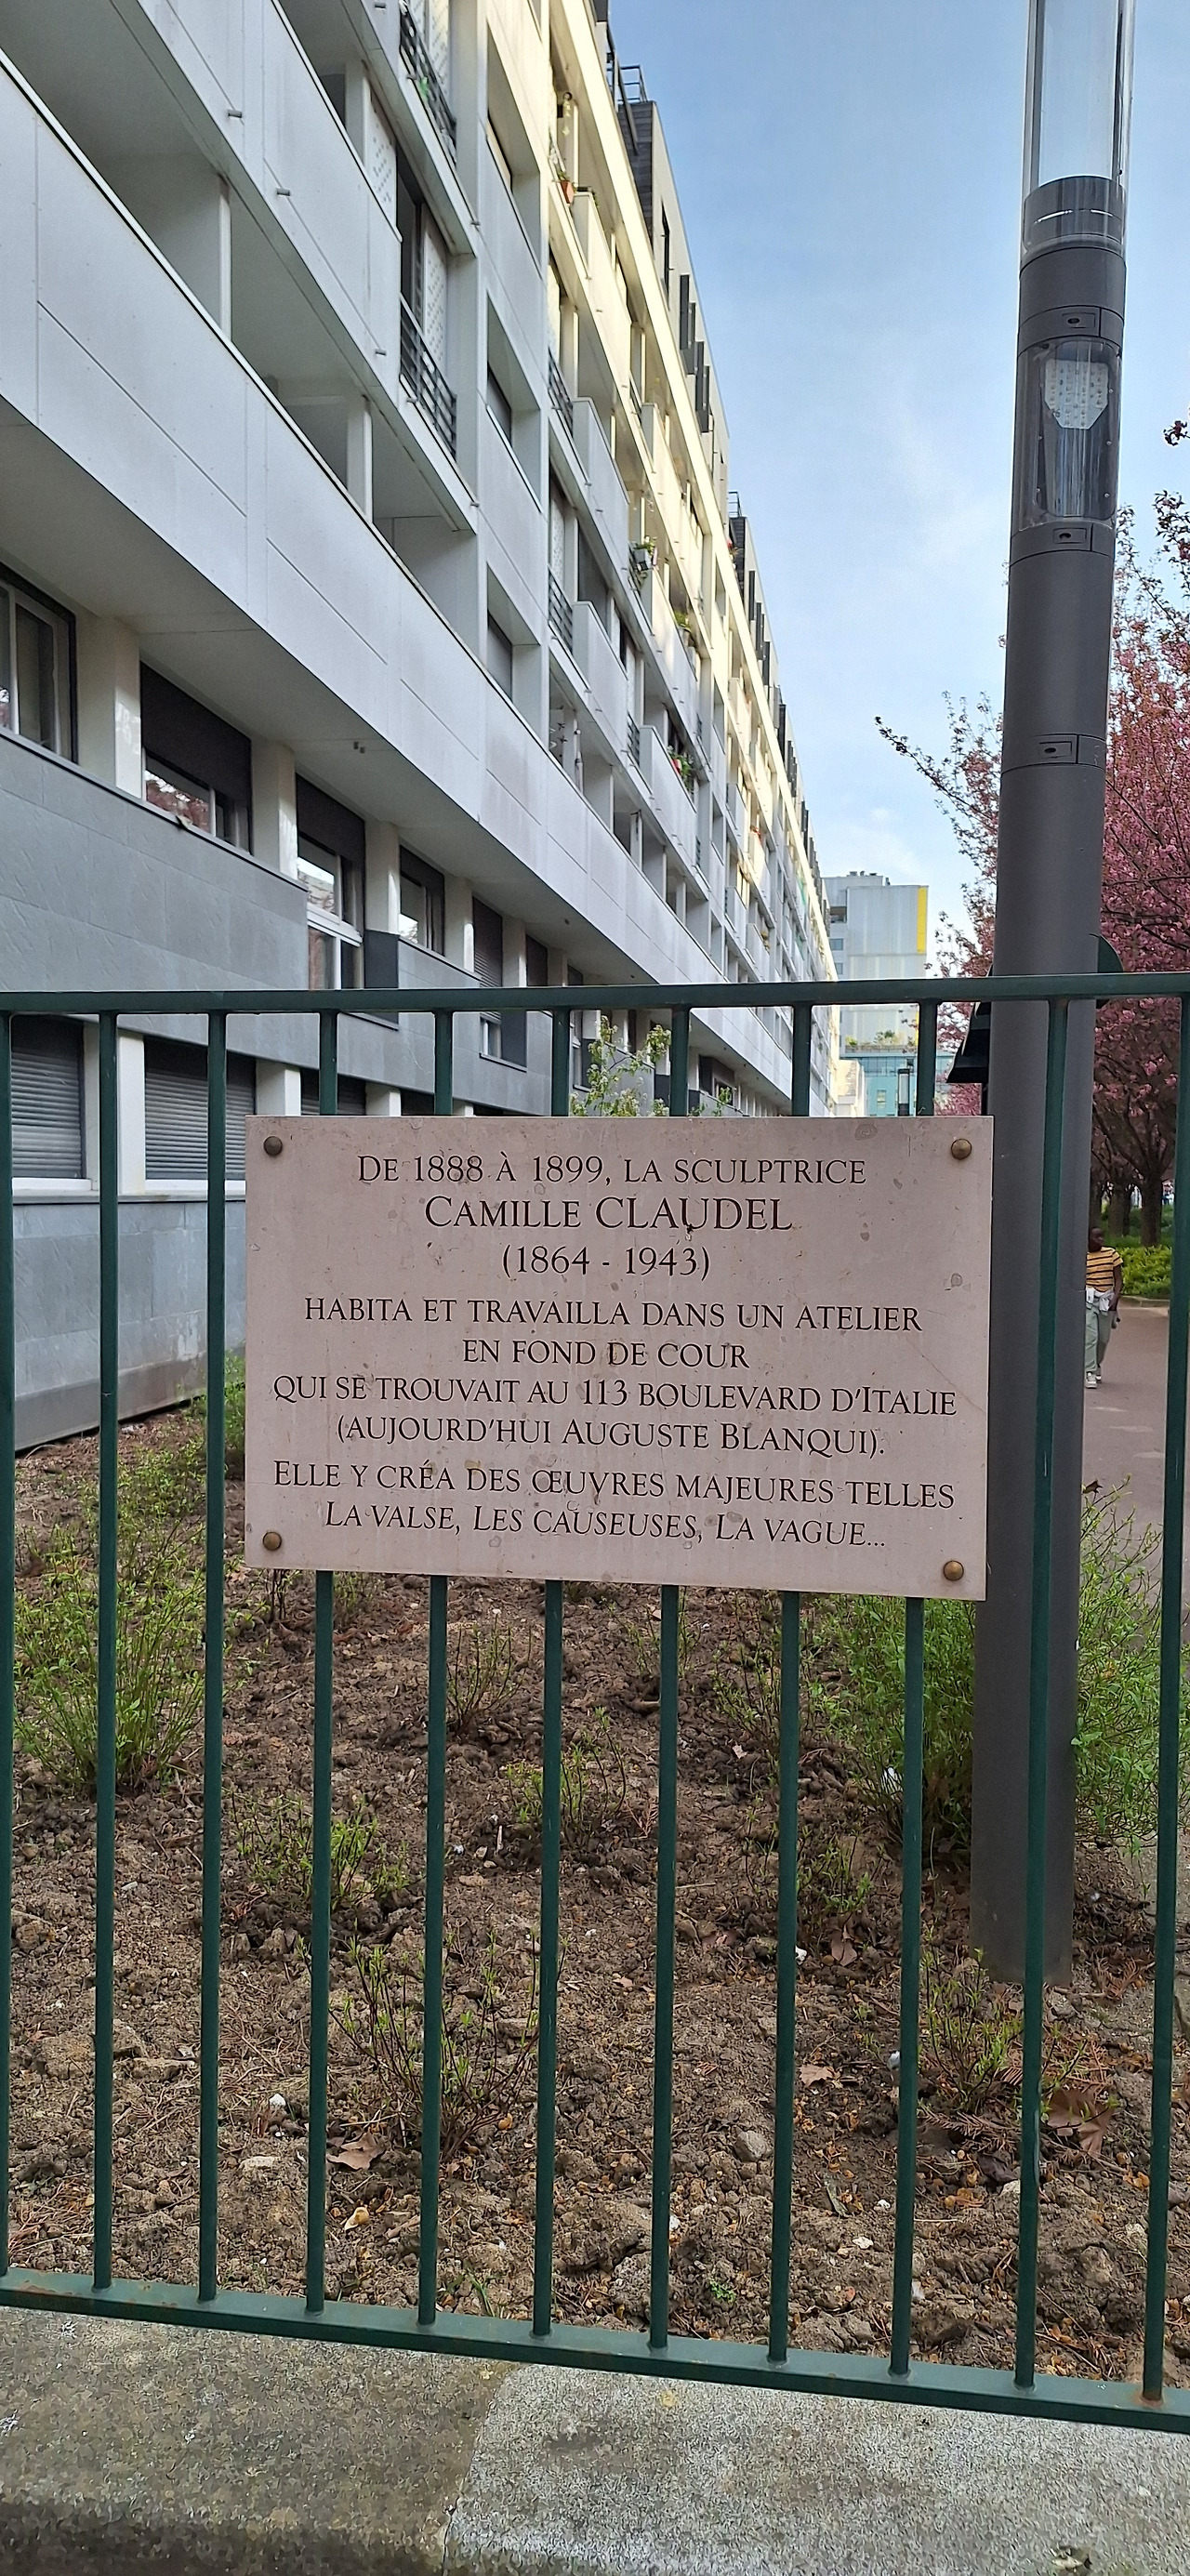 DE 1888 À 1899, LA SCULPTRICE
CAMILLE CLAUDEL
(1864 - 1943)
HABITA ET TRAVAILLA DANS UN ATELIER
EN FOND DE COUR
QUI SE TROUVAIT AU 113 BOULEVARD D'ITALIE
(AUJOURD'HUI AUGUSTE BLANQUI).
ELLE Y CRÉA DES ŒUVRES MAJEURES TELLES
LA VALSE, LES CAUSEUSES, LA VAGUE...